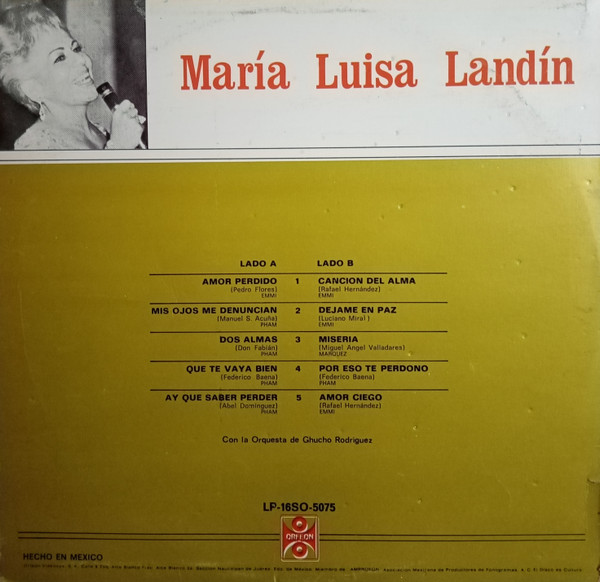 María Luisa Landín
LADO A LADO B
AMOR PERDIDO 1 CANCION DEL ALMA
(Pedro Flores) (Rafael Hernández)
EMMI EMMI
MIS OJOS ME DENUNCIAN 2 DEJAME EN PAZ
(Manuel S. Acuña) (Luciano Miral)
PHAM EMMI
DOS ALMAS 3 MISERIA
(Don Fabián) (Miguel Angel Valladares)
PHAM MARQUEZ
QUE TE VAYA BIEN 4 POR ESO TE PERDONO
(Federico Baena) (Federico Baena)
PHAM PHAM
AY QUE SABER PERDER 5 AMOR CIEGO
(Abel Domínguez) (Rafael Hernández)
PHAM EMMI
Con la Orquesta de Ghucho Rodriguez
LP-16SO-5075
ORFEON
HECHO EN MEXICO